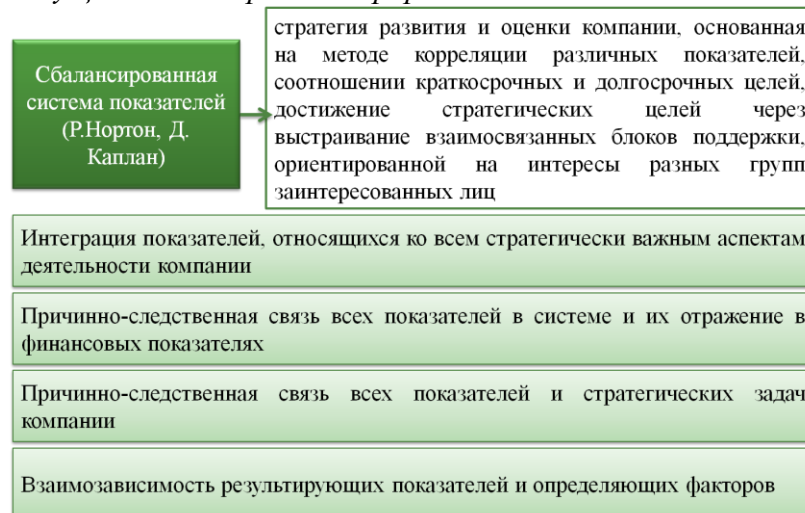 Сбалансированная
система показателей
(Р.Нортон, Д.
Каплан)
стратегия развития и оценки компании, основанная
на методе корреляции различных показателей,
соотношении краткосрочных и долгосрочных целей,
достижение стратегических целей через
выстраивание взаимосвязанных блоков поддержки,
ориентированной на интересы разных групп
заинтересованных лиц
Интеграция показателей, относящихся ко всем стратегически важным аспектам
деятельности компании
Причинно-следственная связь всех показателей в системе и их отражение в
финансовых показателях
Причинно-следственная связь всех показателей и стратегических задач
компании
Взаимозависимость результирующих показателей и определяющих факторов